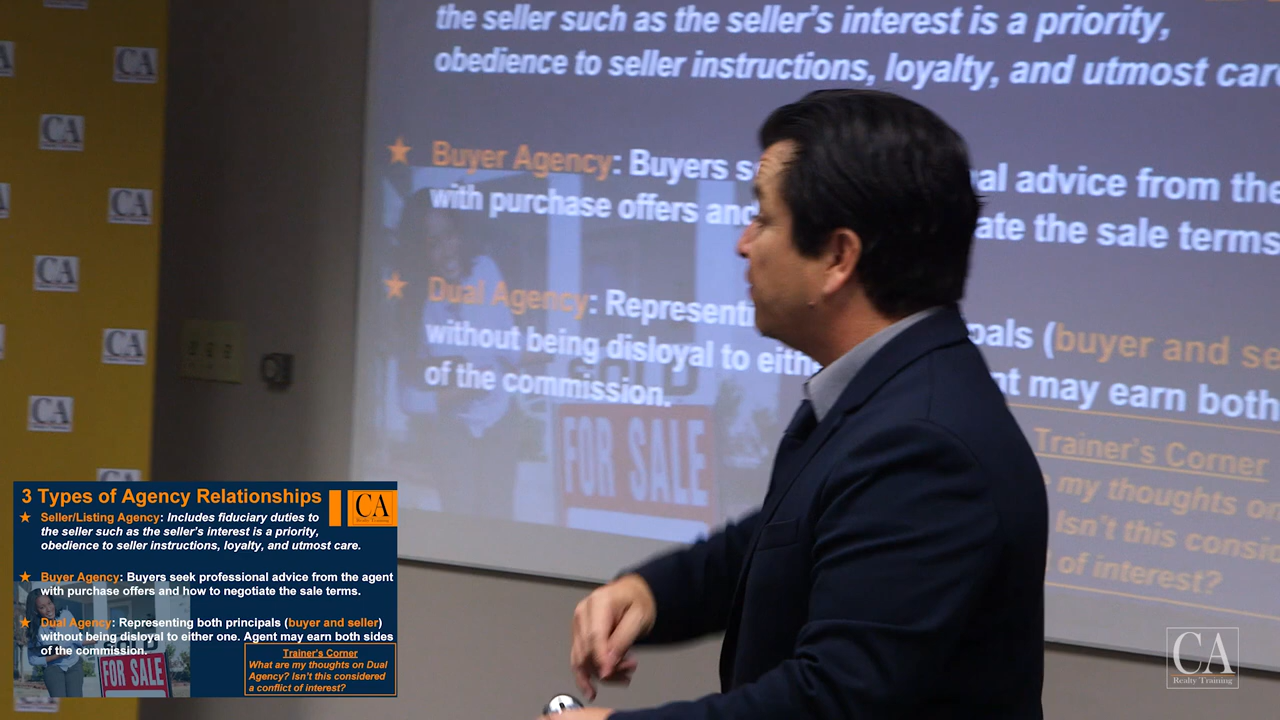 the seller such as the seller's interest is a priority,
obedience to seller instructions, loyalty, and utmost car
Buyer Agency: Buyers s al advice from the
with purchase offers and ate the sale terms
Dual Agency: Representi pals (buyer and se
without being disloyal to eith nt may earn both
of the commission.
SOLD
FOR SALE
Trainer's Corner
my thoughts on
Isn't this consid
of interest?
CA
CA
CA
CA
CA
CA
CA
3 Types of Agency Relationships
CA
Realty Training
Seller/Listing Agency: Includes fiduciary duties to
the seller such as the seller's interest is a priority,
obedience to seller instructions, loyalty, and utmost care.
Buyer Agency: Buyers seek professional advice from the agent
with purchase offers and how to negotiate the sale terms.
Dual Agency: Representing both principals (buyer and seller)
without being disloyal to either one. Agent may earn both sides
of the commission.
SOLD
FOR SALE
Trainer's Corner
What are my thoughts on Dual
Agency? Isn't this considered
a conflict of interest?
CA
Realty Training